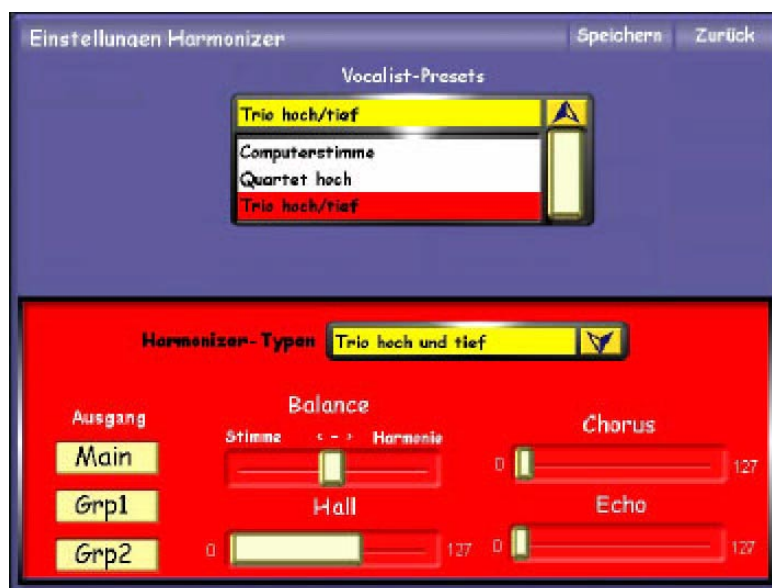 Einstellungen Harmonizer Speichern Zurück
Vocalist-Presets
Trio hoch/tief
Computerstimme
Quartet hoch
Trio hoch/tief
Harmonizer-Typen Trio hoch und tief
Ausgang Balance Chorus
Stimme < - > Harmonie
Main 0 127
Grp1 Hall Echo
Grp2 0 127 0 127